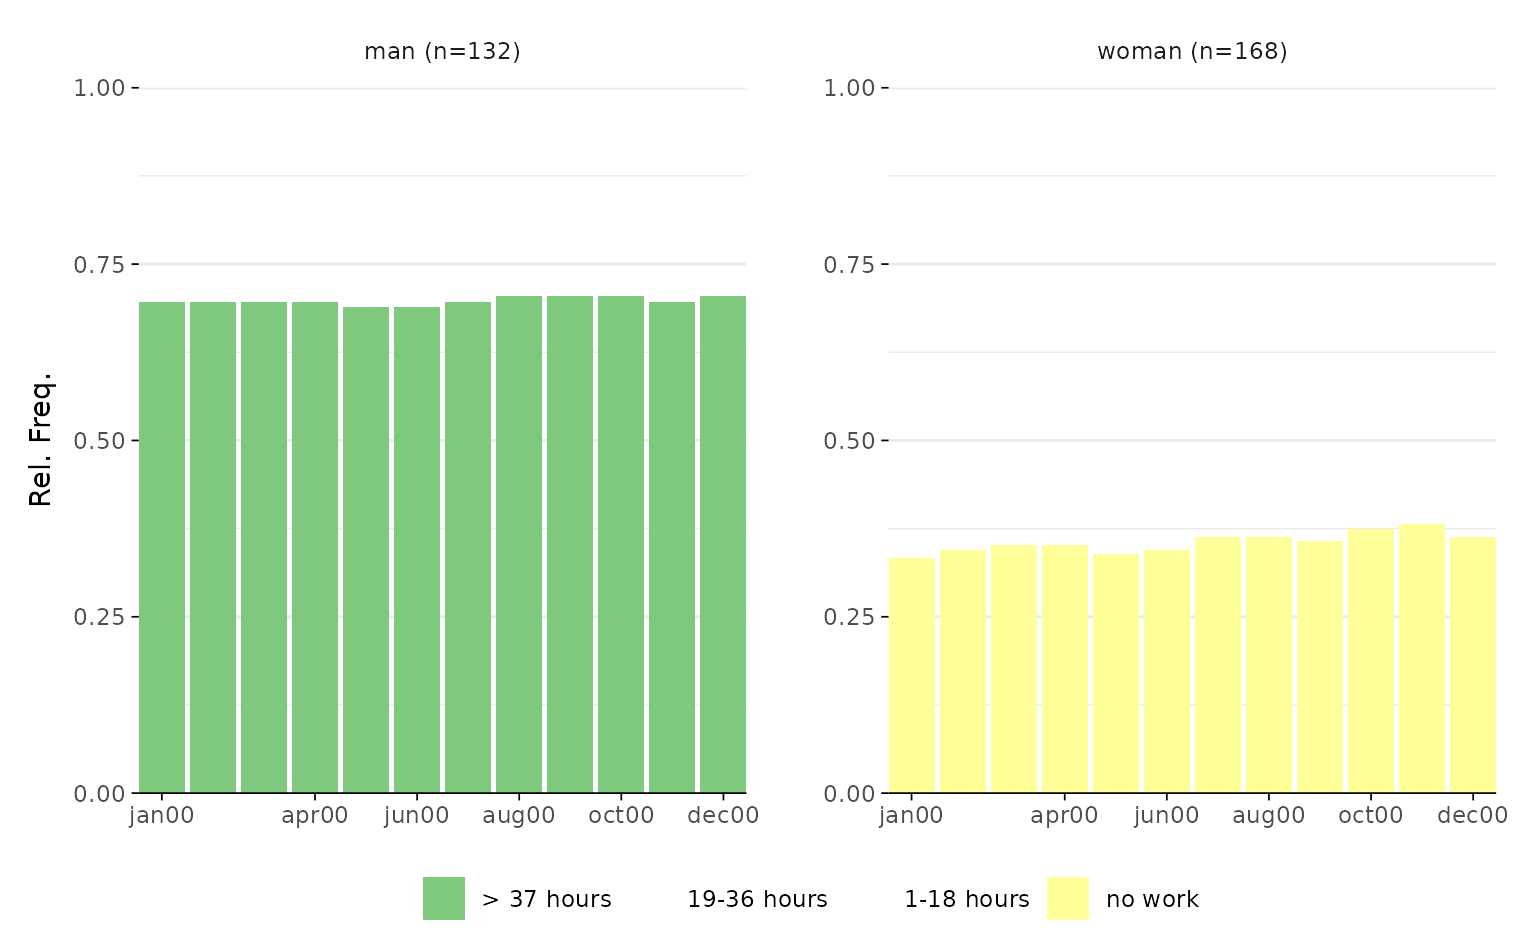 man (n=132)
woman (n=168)
Rel. Freq.
1.00
0.75
0.50
0.25
0.00
jan00 apr00 jun00 aug00 oct00 dec00
1.00
0.75
0.50
0.25
0.00
jan00 apr00 jun00 aug00 oct00 dec00
> 37 hours 19-36 hours 1-18 hours no work